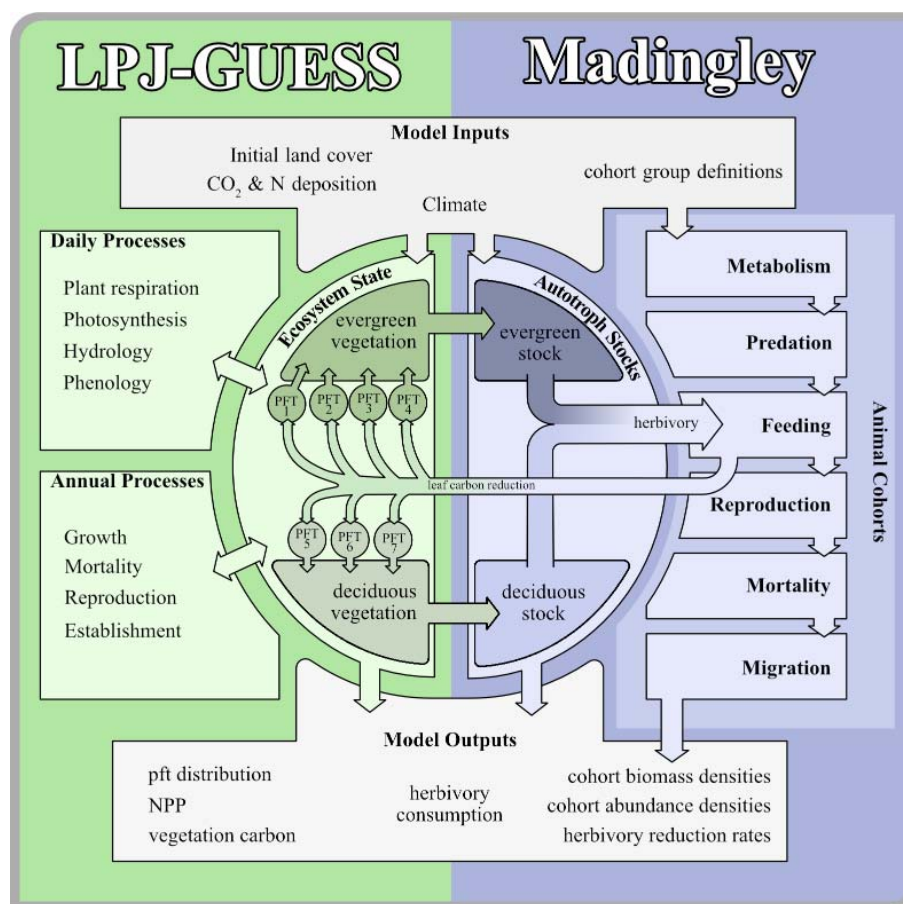 LPJ-GUESS
Madingley
Model Inputs
Initial land cover
CO₂ & N deposition
Climate
cohort group definitions
Daily Processes
Plant respiration
Photosynthesis
Hydrology
Phenology
Annual Processes
Growth
Mortality
Reproduction
Establishment
Ecosystem State
evergreen
vegetation
PFT
1
PFT
2
PFT
3
PFT
4
leaf carbon reduction
PFT
5
PFT
6
PFT
7
deciduous
vegetation
Autotroph Stocks
evergreen
stock
herbivory
deciduous
stock
Metabolism
Predation
Feeding
Reproduction
Mortality
Migration
Animal Cohorts
Model Outputs
pft distribution
NPP
vegetation carbon
herbivory
consumption
cohort biomass densities
cohort abundance densities
herbivory reduction rates